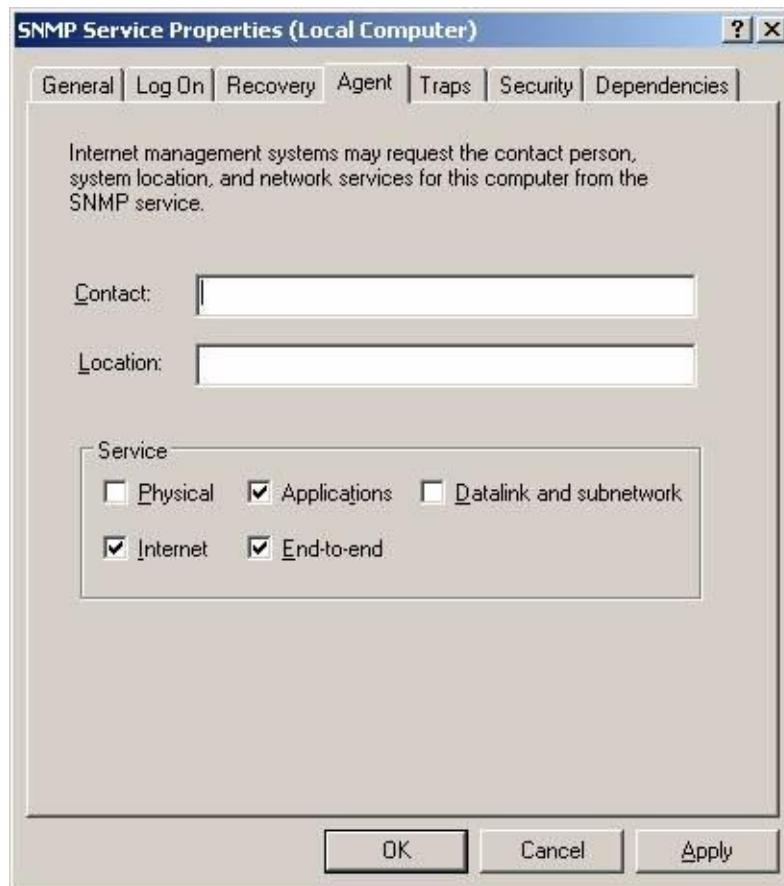 SNMP Service Properties (Local Computer)
General Log On Recovery Agent Traps Security Dependencies
Internet management systems may request the contact person,
system location, and network services for this computer from the
SNMP service.
Contact:
Location:
Service
Physical Applications Datalink and subnetwork
Internet End-to-end
OK Cancel Apply